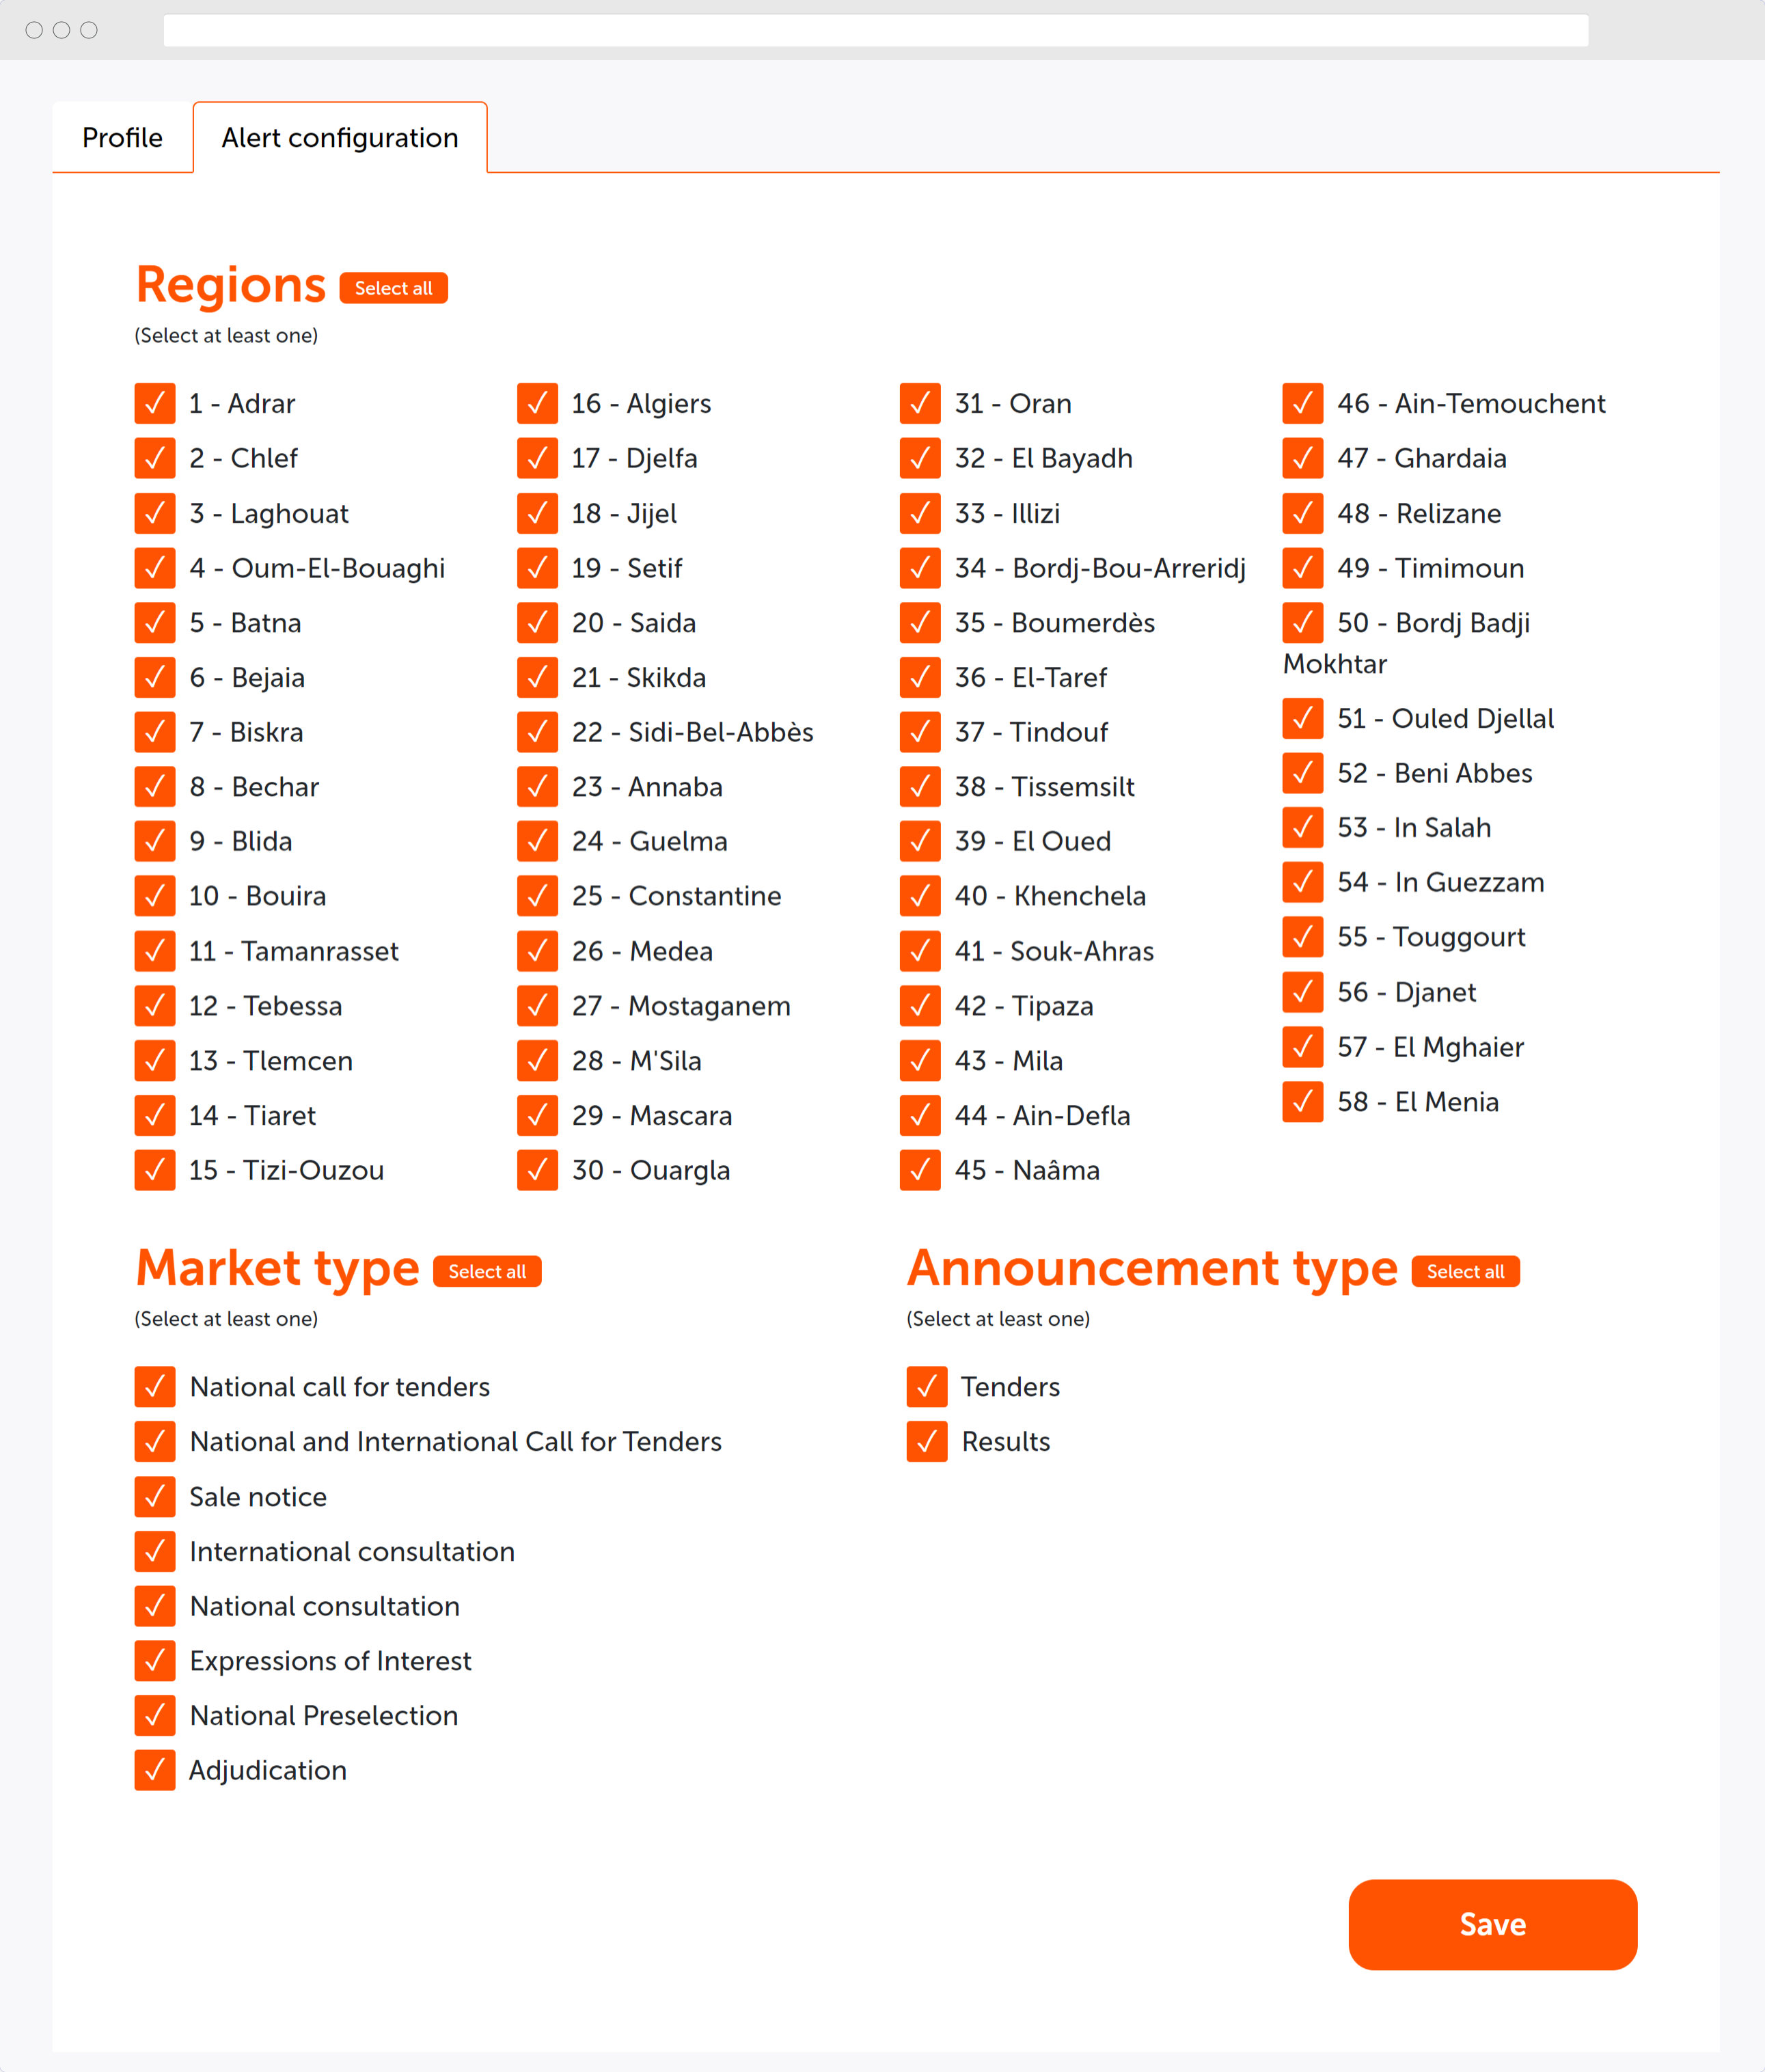 Profile
Alert configuration
Regions
Select all
(Select at least one)
1 - Adrar
2 - Chlef
3 - Laghouat
4 - Oum-El-Bouaghi
5 - Batna
6 - Bejaia
7 - Biskra
8 - Bechar
9 - Blida
10 - Bouira
11 - Tamanrasset
12 - Tebessa
13 - Tlemcen
14 - Tiaret
15 - Tizi-Ouzou
16 - Algiers
17 - Djelfa
18 - Jijel
19 - Setif
20 - Saida
21 - Skikda
22 - Sidi-Bel-Abbès
23 - Annaba
24 - Guelma
25 - Constantine
26 - Medea
27 - Mostaganem
28 - M'Sila
29 - Mascara
30 - Ouargla
31 - Oran
32 - El Bayadh
33 - Illizi
34 - Bordj-Bou-Arreridj
35 - Boumerdès
36 - El-Taref
37 - Tindouf
38 - Tissemsilt
39 - El Oued
40 - Khenchela
41 - Souk-Ahras
42 - Tipaza
43 - Mila
44 - Ain-Defla
45 - Naâma
46 - Ain-Temouchent
47 - Ghardaia
48 - Relizane
49 - Timimoun
50 - Bordj Badji
Mokhtar
51 - Ouled Djellal
52 - Beni Abbes
53 - In Salah
54 - In Guezzam
55 - Touggourt
56 - Djanet
57 - El Mghaier
58 - El Menia
Market type
Select all
(Select at least one)
National call for tenders
National and International Call for Tenders
Sale notice
International consultation
National consultation
Expressions of Interest
National Preselection
Adjudication
Announcement type
Select all
(Select at least one)
Tenders
Results
Save